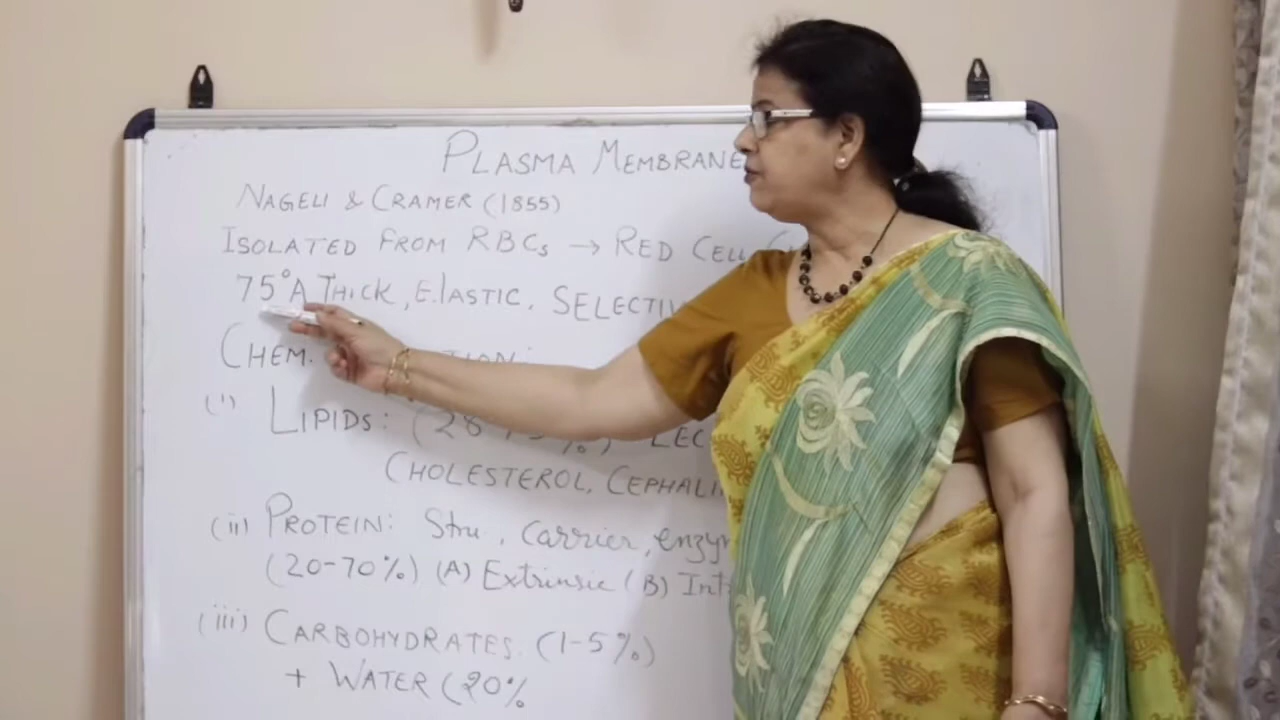 PLASMA MEMBRANE
NAGELI & CRAMER (1855)
ISOLATED FROM RBCs → RED CELL
75°A THICK, ELASTIC. SELECTIV
CHEM.
(i) LIPIDS: (28-
CHOLESTEROL, CEPHALI
(ii) PROTEIN: Stru, Carrier, enzy
(20-70%) (A) Extrinsic (B) Int
(iii) CARBOHYDRATES: (1-5%)
+ WATER (20%